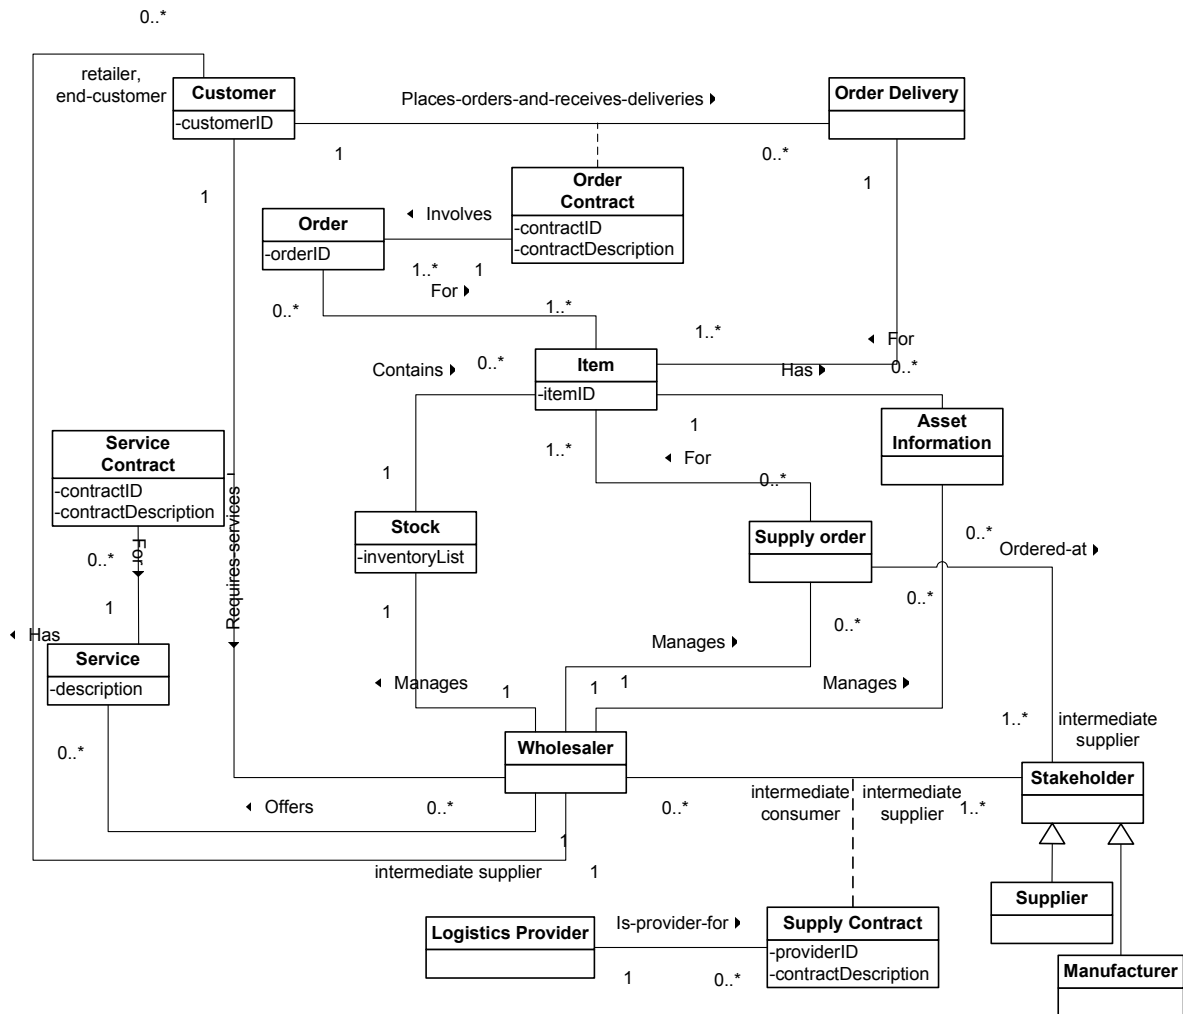 0..*
retailer,
end-customer
Customer
-customerID
Places-orders-and-receives-deliveries
Order Delivery
1
0..*
1
1
Order
Contract
-contractID
-contractDescription
Involves
Order
-orderID
1..*
1
For
0..*
1..*
1..*
For
Contains
0..*
Item
-itemID
Has
0..*
1
Asset
Information
Service
Contract
-contractID
-contractDescription
1..*
For
1
0..*
Requires-services
Stock
-inventoryList
Supply order
0..*
Ordered-at
For
0..*
1
1
0..*
0..*
Has
Service
-description
Manages
Manages
1
1
1
Manages
1..*
intermediate
supplier
0..*
Wholesaler
Stakeholder
Offers
0..*
0..*
intermediate
consumer
intermediate
supplier
1..*
1
intermediate supplier
1
Supplier
Logistics Provider
Is-provider-for
Supply Contract
-providerID
-contractDescription
1
0..*
Manufacturer